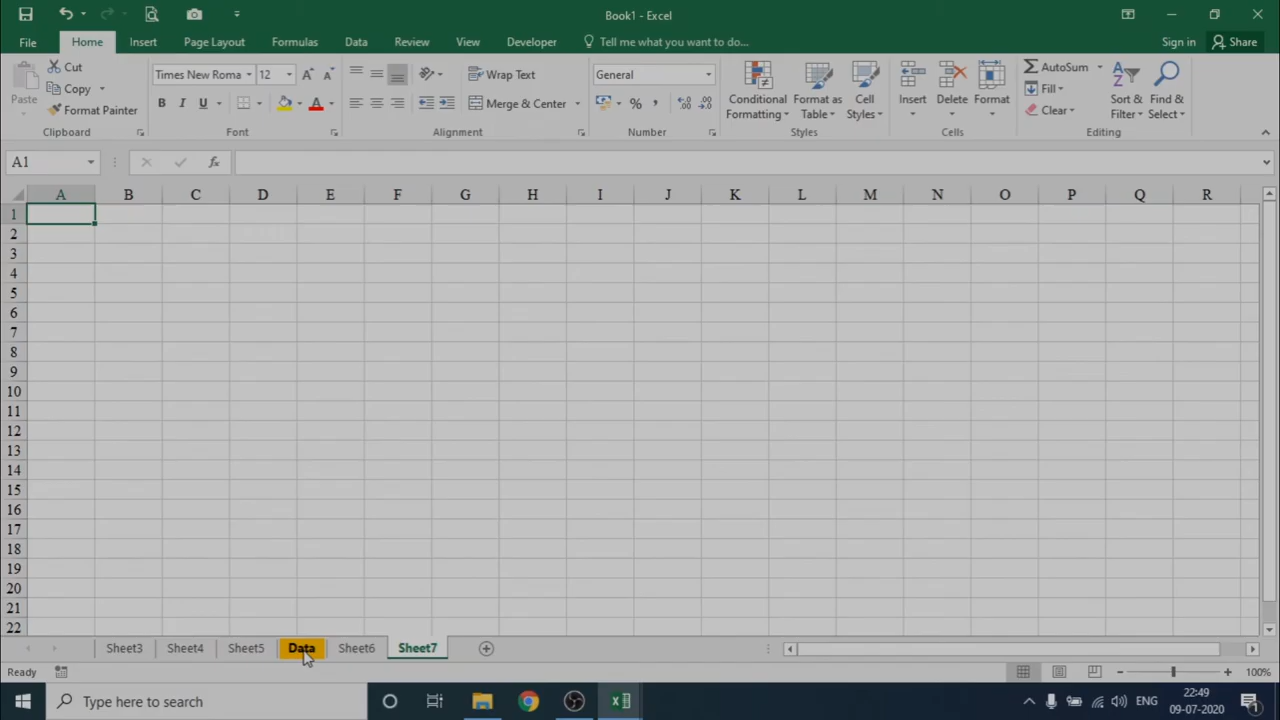 Book1 - Excel
File Home Insert Page Layout Formulas Data Review View Developer Tell me what you want to do... Sign in Share
Paste
Cut
Copy
Format Painter
Clipboard
Times New Roma 12
B I U
Font
Wrap Text
Merge & Center
Alignment
General
%
Number
Conditional Formatting
Format as Table
Cell Styles
Styles
Insert
Delete
Format
Cells
AutoSum
Fill
Clear
Sort & Filter
Find & Select
Editing
A1 fx
A B C D E F G H I J K L M N O P Q R
1
2
3
4
5
6
7
8
9
10
11
12
13
14
15
16
17
18
19
20
21
22
Sheet3 Sheet4 Sheet5 Data Sheet6 Sheet7
Ready 100%
Type here to search ENG 22:49 09-07-2020 1